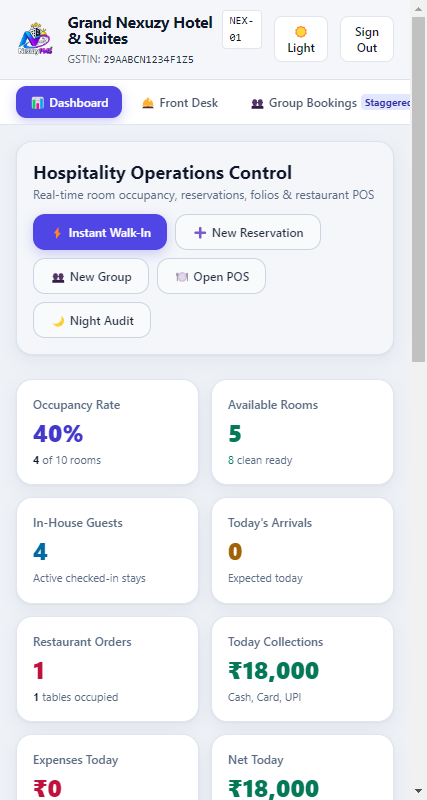 Nexuzy PMS
Grand Nexuzy Hotel
& Suites
GSTIN: 29AABCN1234F1Z5
NEX-
01
Light
Sign
Out
Dashboard
Front Desk
Group Bookings
Staggered
Hospitality Operations Control
Real-time room occupancy, reservations, folios & restaurant POS
Instant Walk-In
New Reservation
New Group
Open POS
Night Audit
Occupancy Rate
40%
4 of 10 rooms
Available Rooms
5
8 clean ready
In-House Guests
4
Active checked-in stays
Today's Arrivals
0
Expected today
Restaurant Orders
1
1 tables occupied
Today Collections
₹18,000
Cash, Card, UPI
Expenses Today
₹0
Net Today
₹18,000